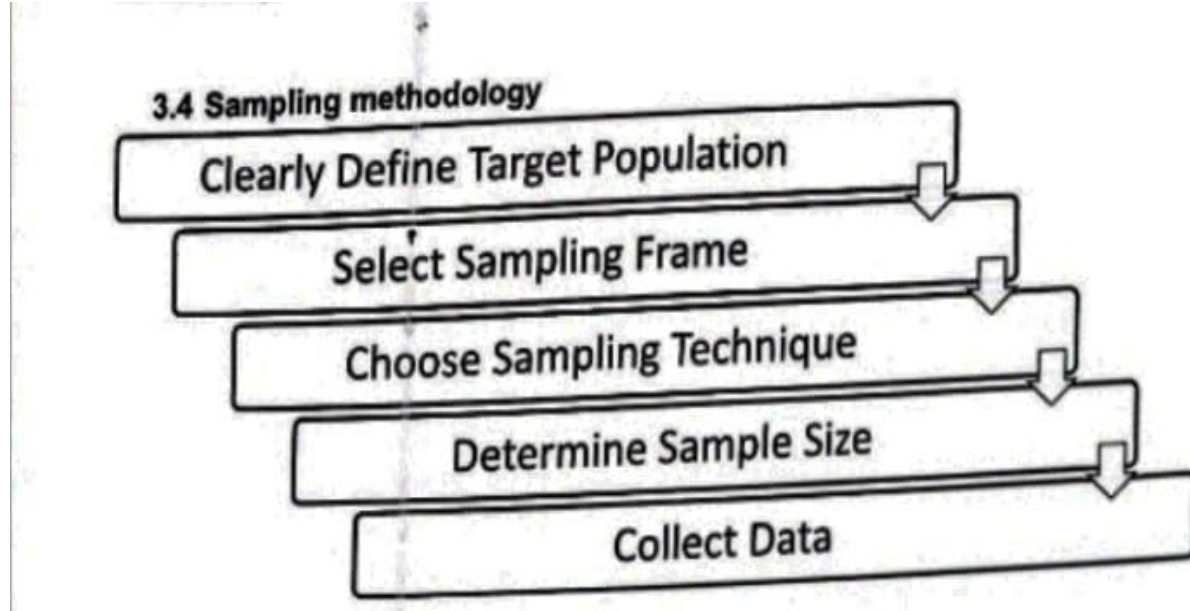 3.4 Sampling methodology
Clearly Define Target Population
Select Sampling Frame
Choose Sampling Technique
Determine Sample Size
Collect Data